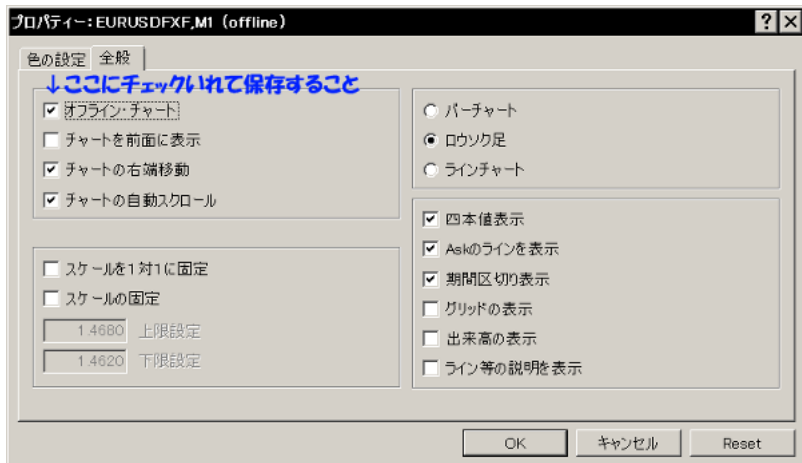 プロパティー:EURUSDFXF,M1 (offline)
色の設定 全般
↓ここにチェックいれて保存すること
オフライン・チャート
チャートを前面に表示
チャートの右端移動
チャートの自動スクロール
スケールを1対1に固定
スケールの固定
1.4680 上限設定
1.4620 下限設定
バーチャート
ロウソク足
ラインチャート
四本値表示
Askのラインを表示
期間区切り表示
グリッドの表示
出来高の表示
ライン等の説明を表示
OK キャンセル Reset